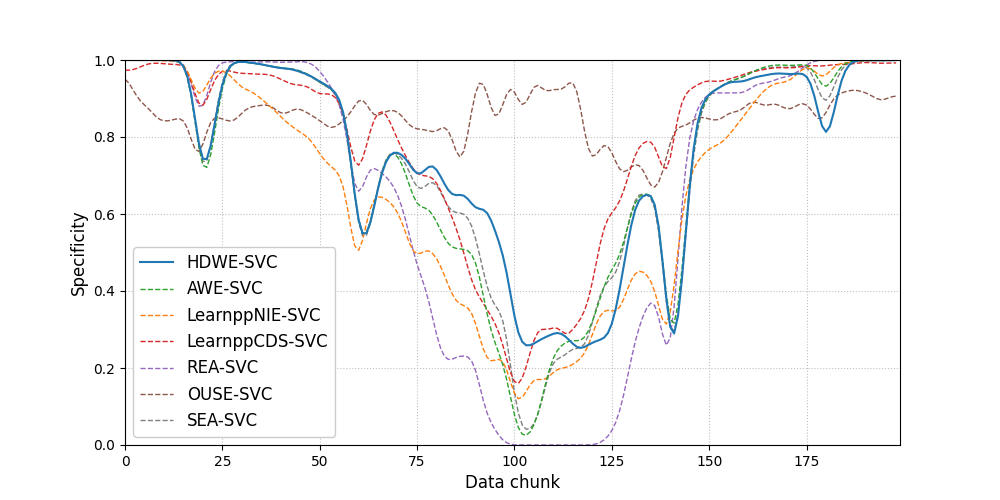 1.0
0.8
0.6
0.4
0.2
0.0
Specificity
HDWE-SVC
AWE-SVC
LearnppNIE-SVC
LearnppCDS-SVC
REA-SVC
OUSE-SVC
SEA-SVC
0 25 50 75 100 125 150 175
Data chunk